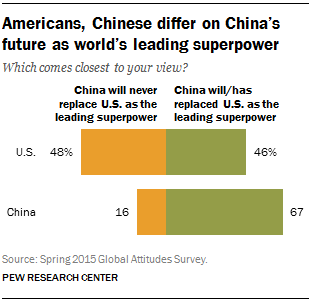 Americans, Chinese differ on China's
future as world's leading superpower
Which comes closest to your view?
China will never
replace U.S. as the
leading superpower
China will/has
replaced U.S. as the
leading superpower
U.S. 48% 46%
China 16 67
Source: Spring 2015 Global Attitudes Survey.
PEW RESEARCH CENTER